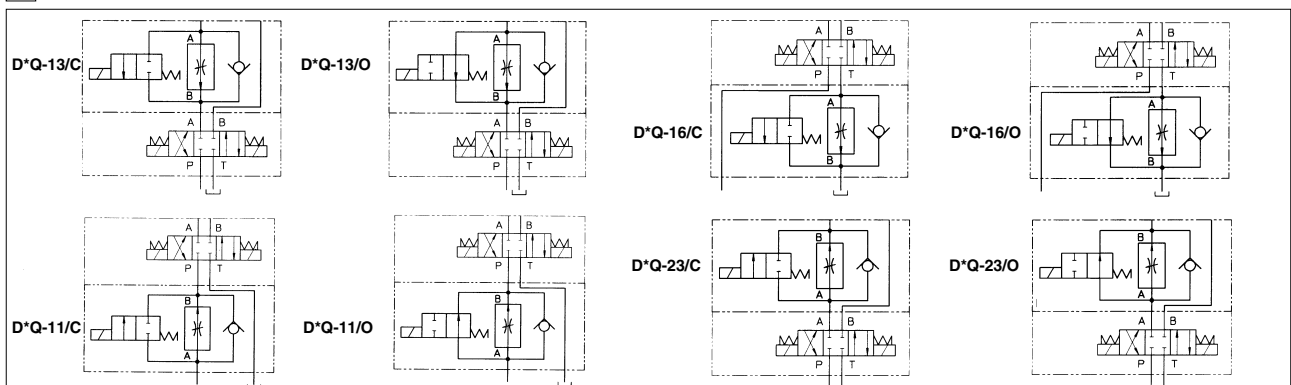 D*Q-13/C
A
B
A B
P T
D*Q-13/O
A
B
A B
P T
D*Q-16/C
A B
P T
A
B
D*Q-16/O
A B
P T
A
B
D*Q-11/C
A B
P T
B
A
D*Q-11/O
A B
P T
B
A
D*Q-23/C
B
A
A B
P T
D*Q-23/O
B
A
A B
P T